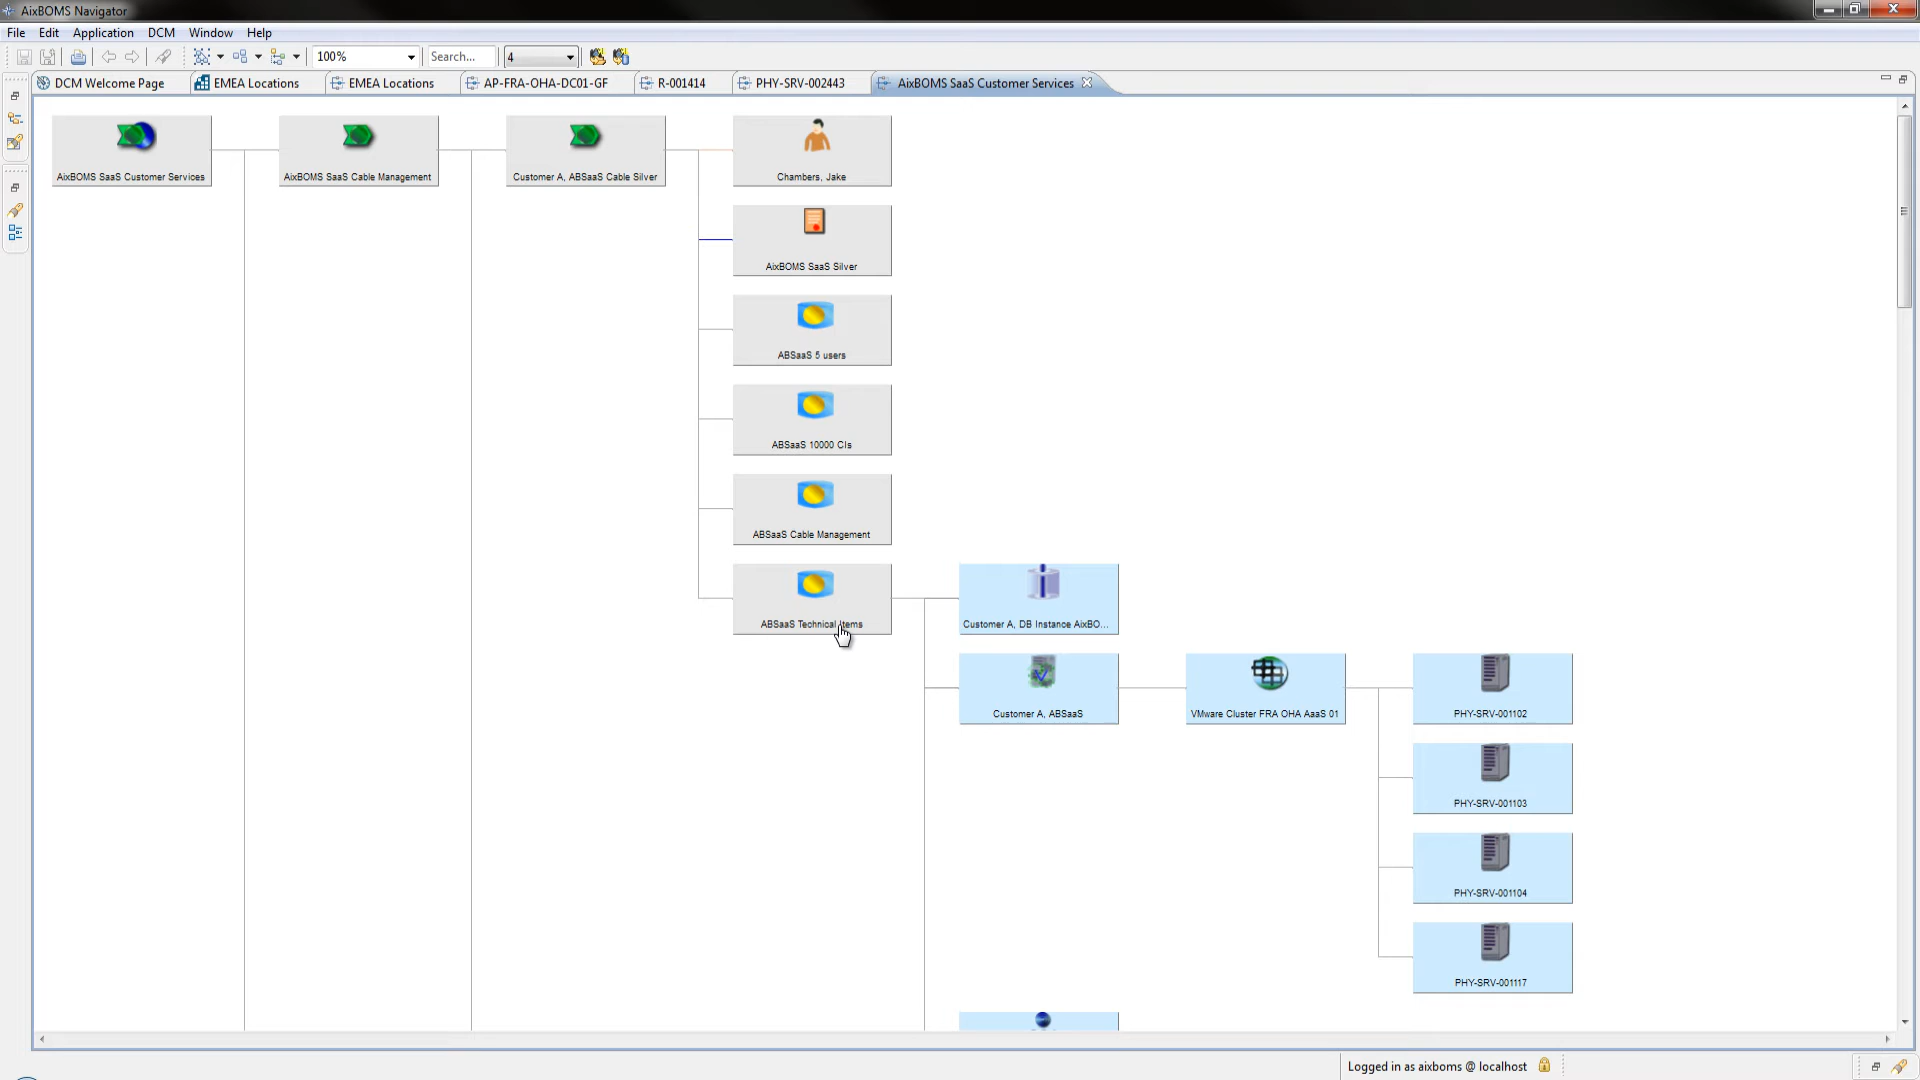 AixBOMS Navigator
File Edit Application DCM Window Help
100% Search... 4
DCM Welcome Page EMEA Locations EMEA Locations AP-FRA-OHA-DC01-GF R-001414 PHY-SRV-002443 AixBOMS SaaS Customer Services
AixBOMS SaaS Customer Services AixBOMS SaaS Cable Management Customer A, ABSaaS Cable Silver Chambers, Jake
AixBOMS SaaS Silver
ABSaaS 5 users
ABSaaS 10000 CIs
ABSaaS Cable Management
ABSaaS Technical Items Customer A, DB Instance AixBO...
Customer A, ABSaaS VMware Cluster FRA OHA AaaS 01 PHY-SRV-001102
PHY-SRV-001103
PHY-SRV-001104
PHY-SRV-001117
Logged in as aixboms @ localhost